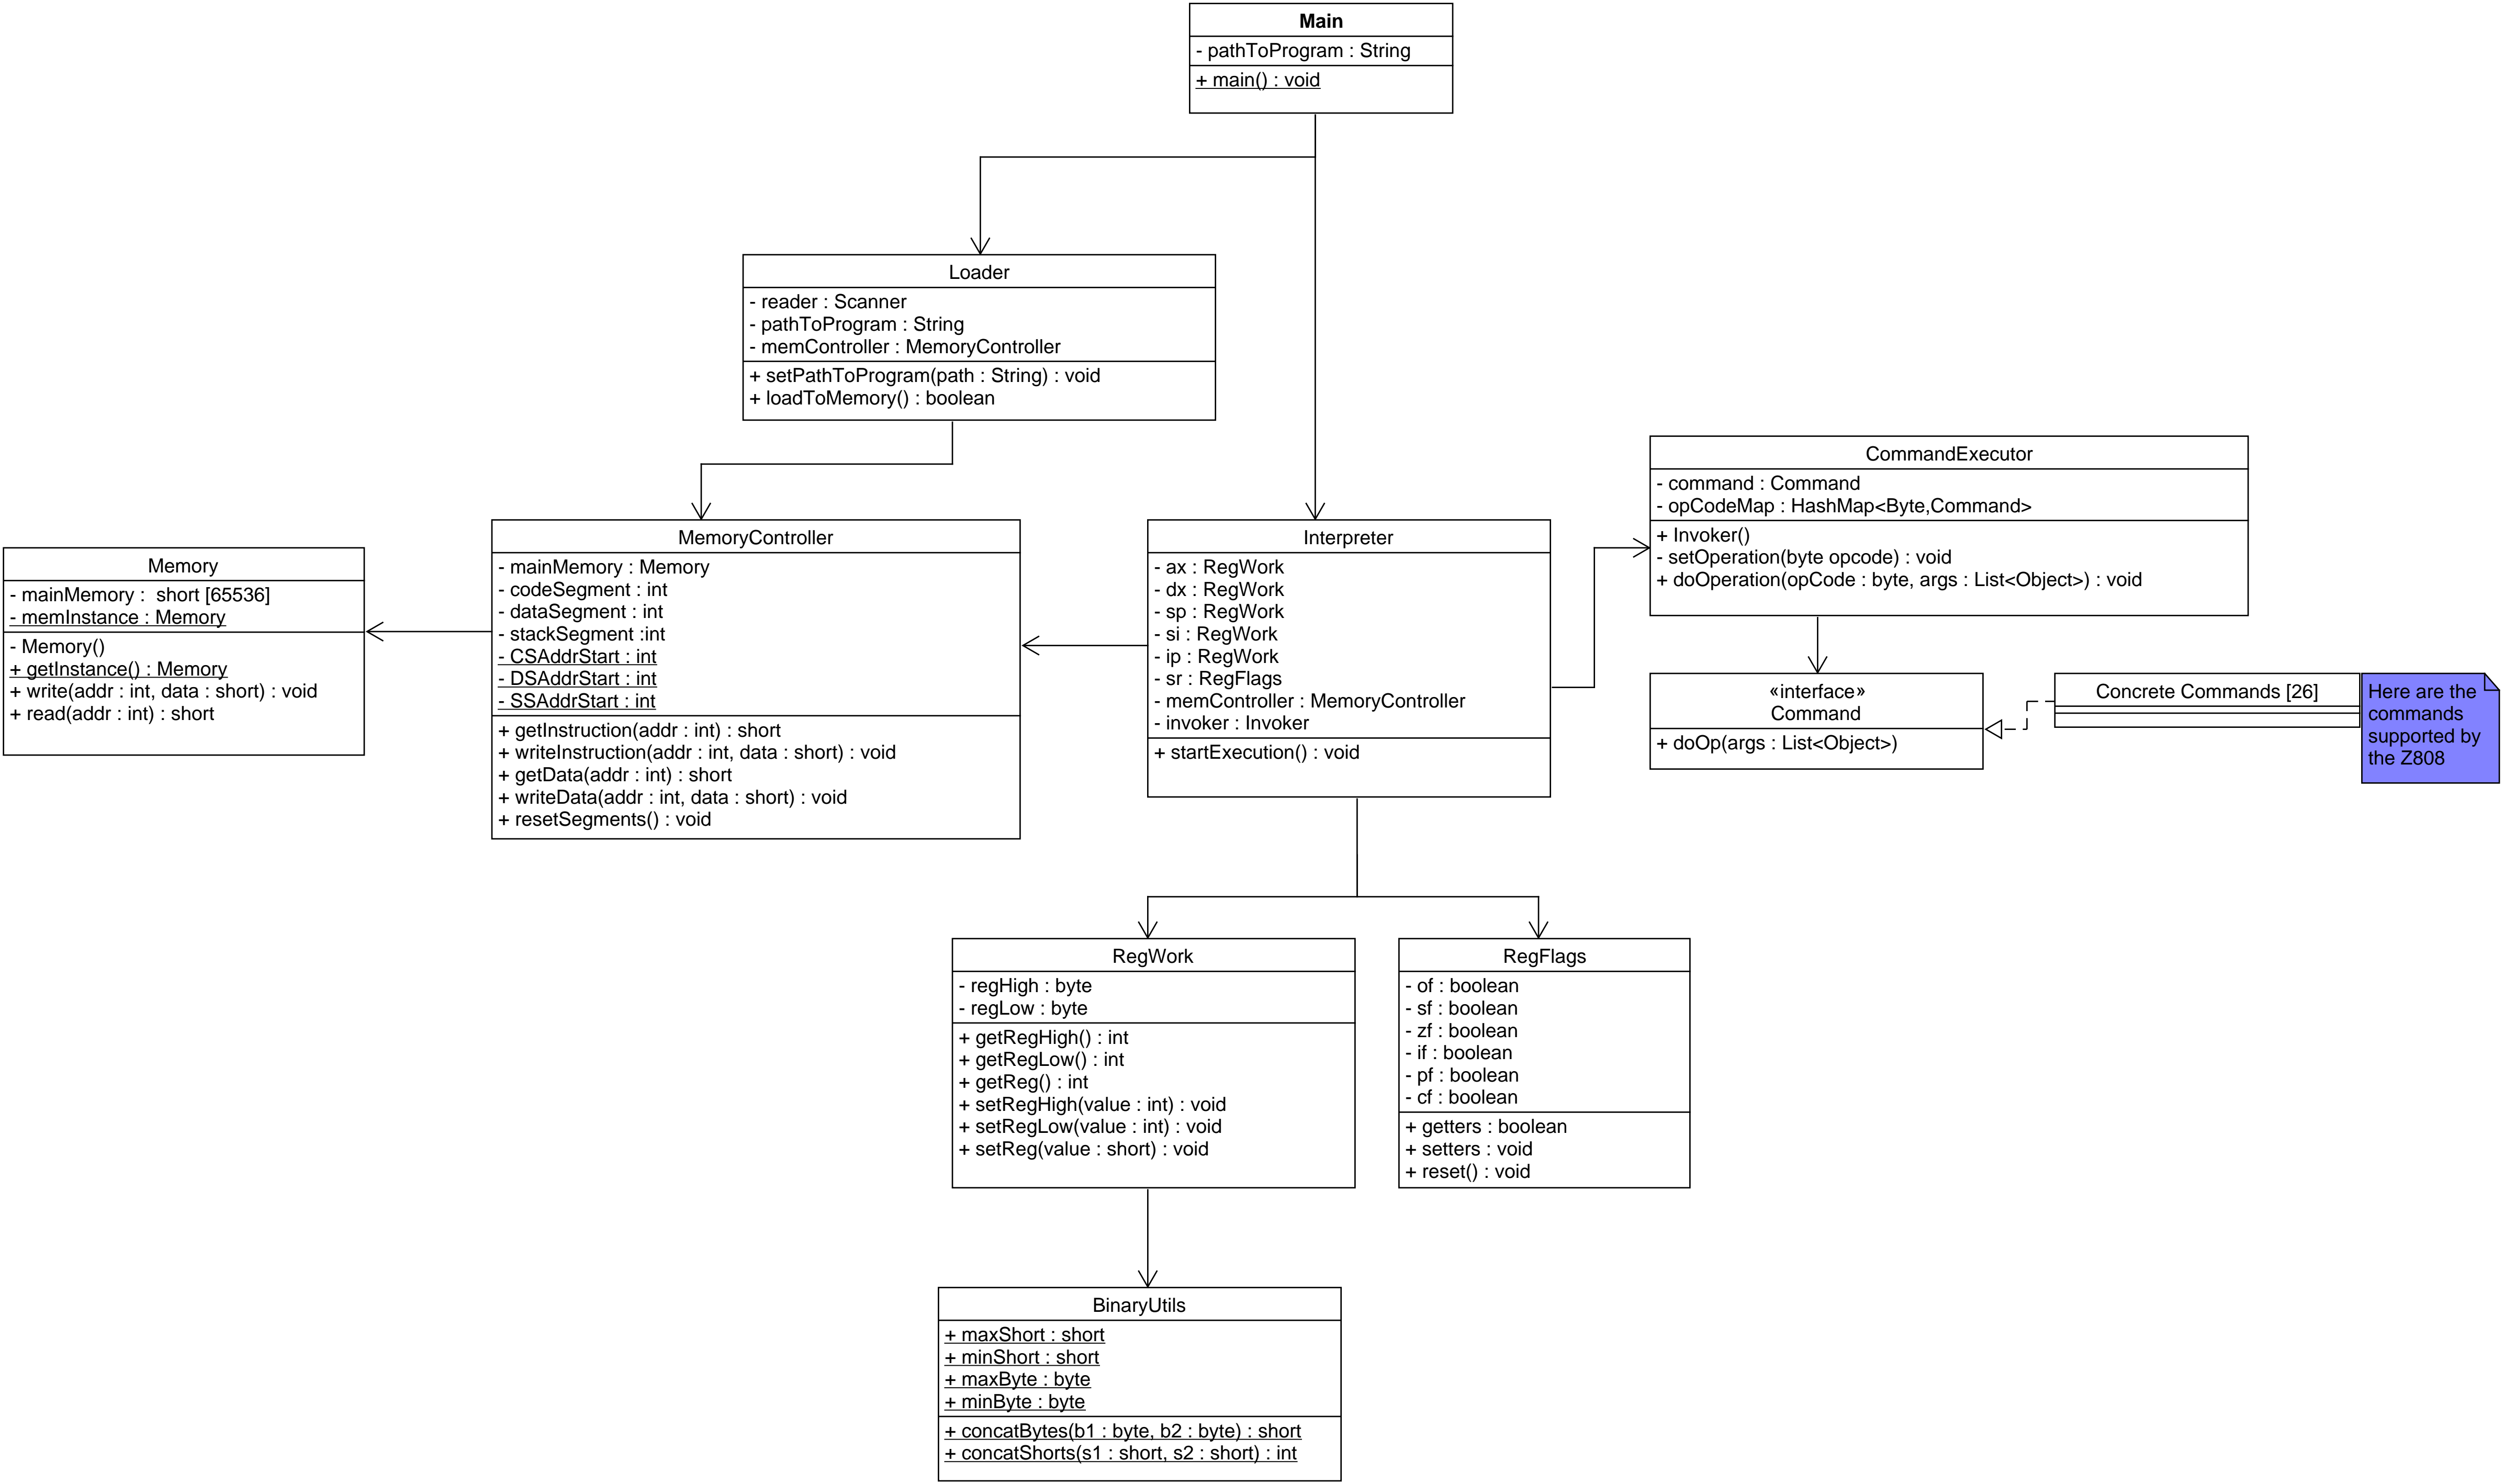 Main
- pathToProgram : String
+ main() : void
Loader
- reader : Scanner
- pathToProgram : String
- memController : MemoryController
+ setPathToProgram(path : String) : void
+ loadToMemory() : boolean
CommandExecutor
- command : Command
- opCodeMap : HashMap<Byte,Command>
+ Invoker()
- setOperation(byte opcode) : void
+ doOperation(opCode : byte, args : List<Object>) : void
Memory
- mainMemory :  short [65536]
- memInstance : Memory
- Memory()
+ getInstance() : Memory
+ write(addr : int, data : short) : void
+ read(addr : int) : short
MemoryController
- mainMemory : Memory
- codeSegment : int
- dataSegment : int
- stackSegment :int
- CSAddrStart : int
- DSAddrStart : int
- SSAddrStart : int
+ getInstruction(addr : int) : short
+ writeInstruction(addr : int, data : short) : void
+ getData(addr : int) : short
+ writeData(addr : int, data : short) : void
+ resetSegments() : void
Interpreter
- ax : RegWork
- dx : RegWork
- sp : RegWork
- si : RegWork
- ip : RegWork
- sr : RegFlags
- memController : MemoryController
- invoker : Invoker
+ startExecution() : void
«interface»
Command
+ doOp(args : List<Object>)
Concrete Commands [26]
Here are the
commands
supported by
the Z808
RegWork
- regHigh : byte
- regLow : byte
+ getRegHigh() : int
+ getRegLow() : int
+ getReg() : int
+ setRegHigh(value : int) : void
+ setRegLow(value : int) : void
+ setReg(value : short) : void
RegFlags
- of : boolean
- sf : boolean
- zf : boolean
- if : boolean
- pf : boolean
- cf : boolean
+ getters : boolean
+ setters : void
+ reset() : void
BinaryUtils
+ maxShort : short
+ minShort : short
+ maxByte : byte
+ minByte : byte
+ concatBytes(b1 : byte, b2 : byte) : short
+ concatShorts(s1 : short, s2 : short) : int